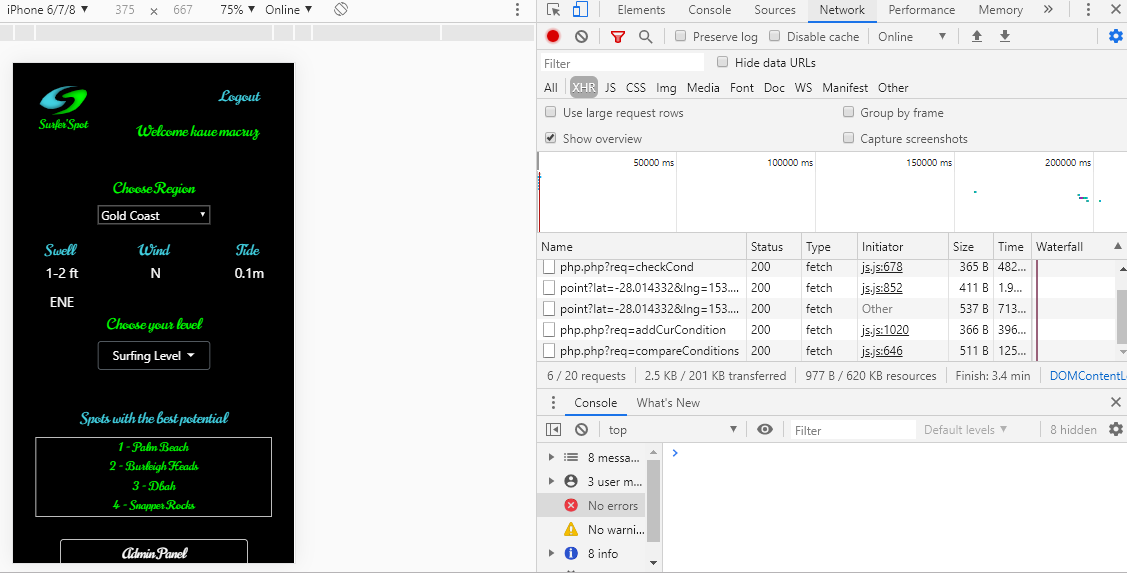 iPhone 6/7/8 ▼ 375 × 667 75% ▼ Online ▼
Surfer'Spot
Logout
Welcome kaue macruz
Choose Region
Gold Coast
Swell Wind Tide
1-2 ft N 0.1m
ENE
Choose your level
Surfing Level
Spots with the best potential
1 - Palm Beach
2 - Burleigh Heads
3 - Dbah
4 - Snapper Rocks
Admin Panel
Elements Console Sources Network Performance Memory »
Preserve log Disable cache Online ▼
Filter Hide data URLs
All XHR JS CSS Img Media Font Doc WS Manifest Other
Use large request rows Group by frame
Show overview Capture screenshots
50000 ms 100000 ms 150000 ms 200000 ms
Name Status Type Initiator Size Time Waterfall
php.php?req=checkCond 200 fetch js.js:678 365 B 482...
point?lat=-28.014332&lng=153.... 200 fetch js.js:852 411 B 1.9...
point?lat=-28.014332&lng=153.... 200 fetch Other 537 B 713...
php.php?req=addCurCondition 200 fetch js.js:1020 366 B 396...
php.php?req=compareConditions 200 fetch js.js:646 511 B 125...
6 / 20 requests 2.5 KB / 201 KB transferred 977 B / 620 KB resources Finish: 3.4 min DOMContentL
Console What's New
top ▼ Filter Default levels ▼ 8 hidden
8 messa...
3 user m...
No errors
No warni...
8 info